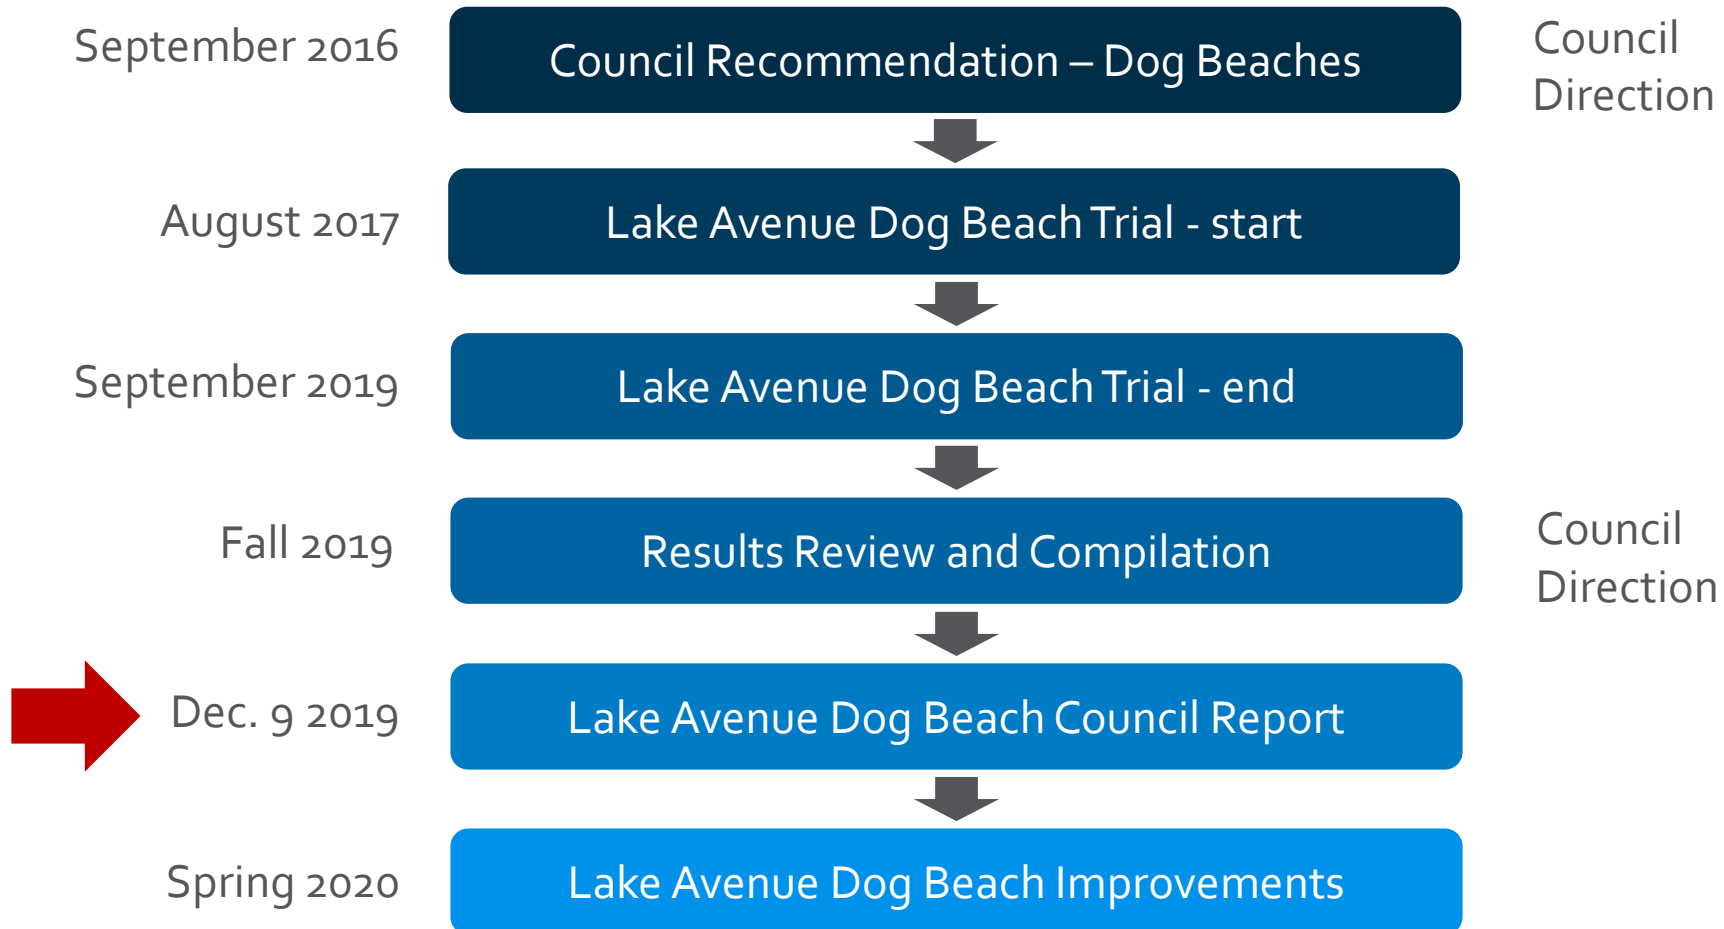 September 2016
Council Recommendation – Dog Beaches
Council
Direction
August 2017
Lake Avenue Dog Beach Trial - start
September 2019
Lake Avenue Dog Beach Trial - end
Fall 2019
Results Review and Compilation
Council
Direction
Dec. 9 2019
Lake Avenue Dog Beach Council Report
Spring 2020
Lake Avenue Dog Beach Improvements